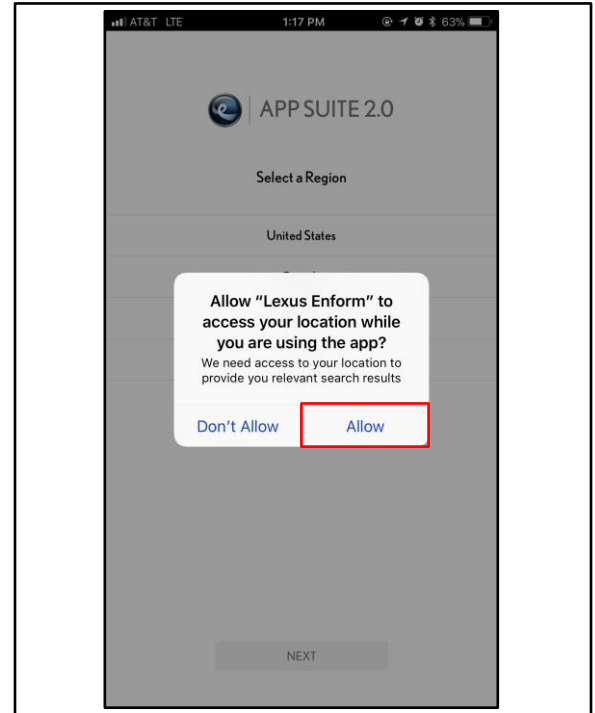 AT&T LTE 1:17 PM 63%
APP SUITE 2.0
Select a Region
United States
Allow “Lexus Enform” to
access your location while
you are using the app?
We need access to your location to
provide you relevant search results
Don’t Allow Allow
NEXT